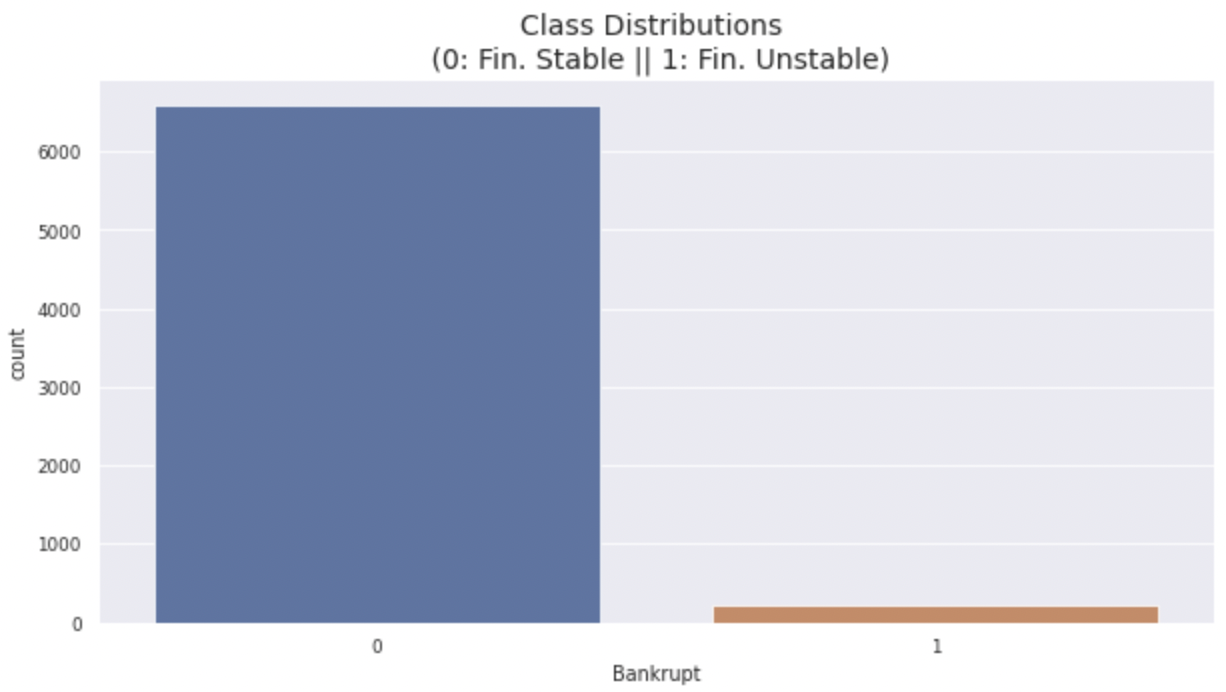 Class Distributions
(0: Fin. Stable || 1: Fin. Unstable)
6000
5000
4000
3000
2000
1000
0
count
0
1
Bankrupt